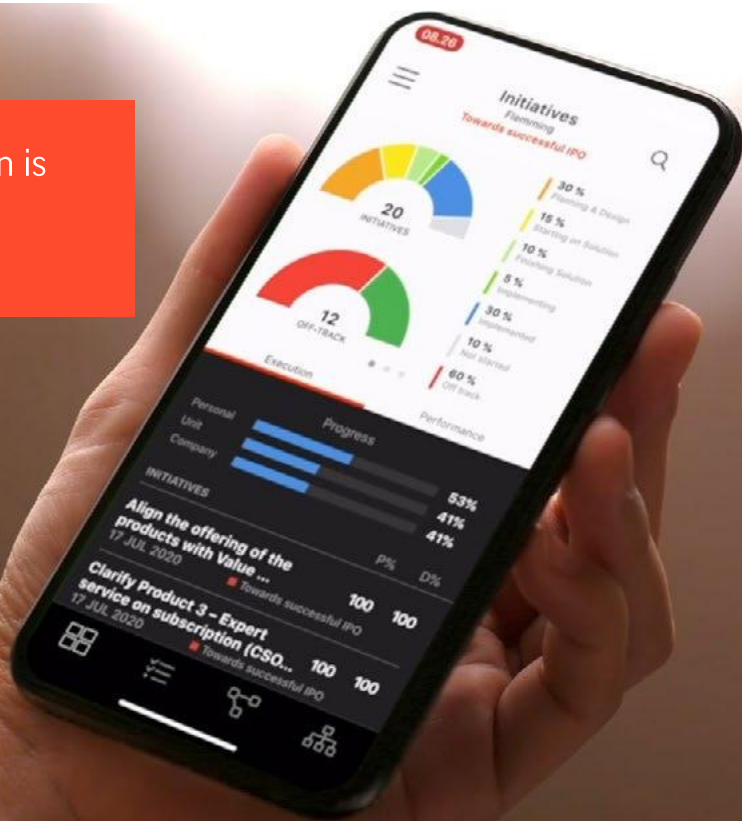 n is
08.26
Initiatives
Flemming
Towards successful IPO
20
INITIATIVES
30 %
Planning & Design
15 %
Starting on Solution
10 %
Finishing Solution
5 %
Implementing
30 %
Implemented
10 %
Not started
60 %
Off track
12
OFF-TRACK
Execution
Performance
Progress
Personal
53%
Unit
41%
Company
41%
INITIATIVES
P% D%
Align the offering of the
products with Value ...
17 JUL 2020
Towards successful IPO
100 100
Clarify Product 3 – Expert
service on subscription (CSO...
17 JUL 2020
Towards successful IPO
100 100